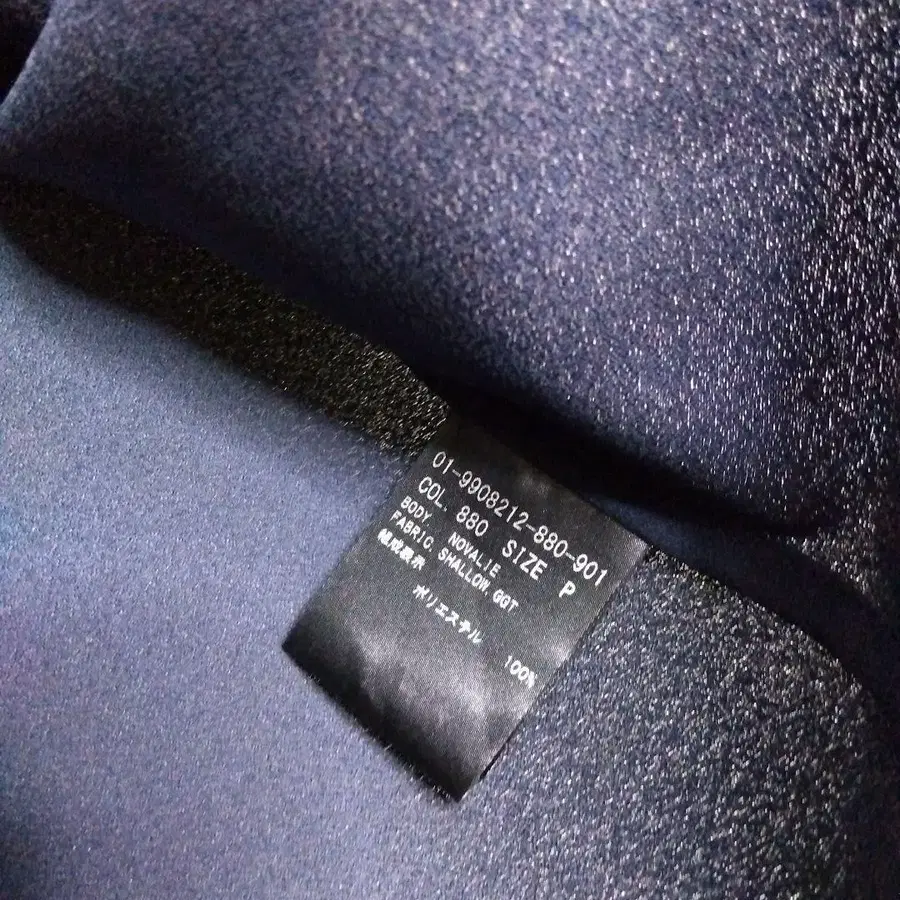 01-9908212-880-901
COL. 880 SIZE P
BODY. NOVALIE
FABRIC. SHALLOW.GGT
組成表示
ポリエステル 100%